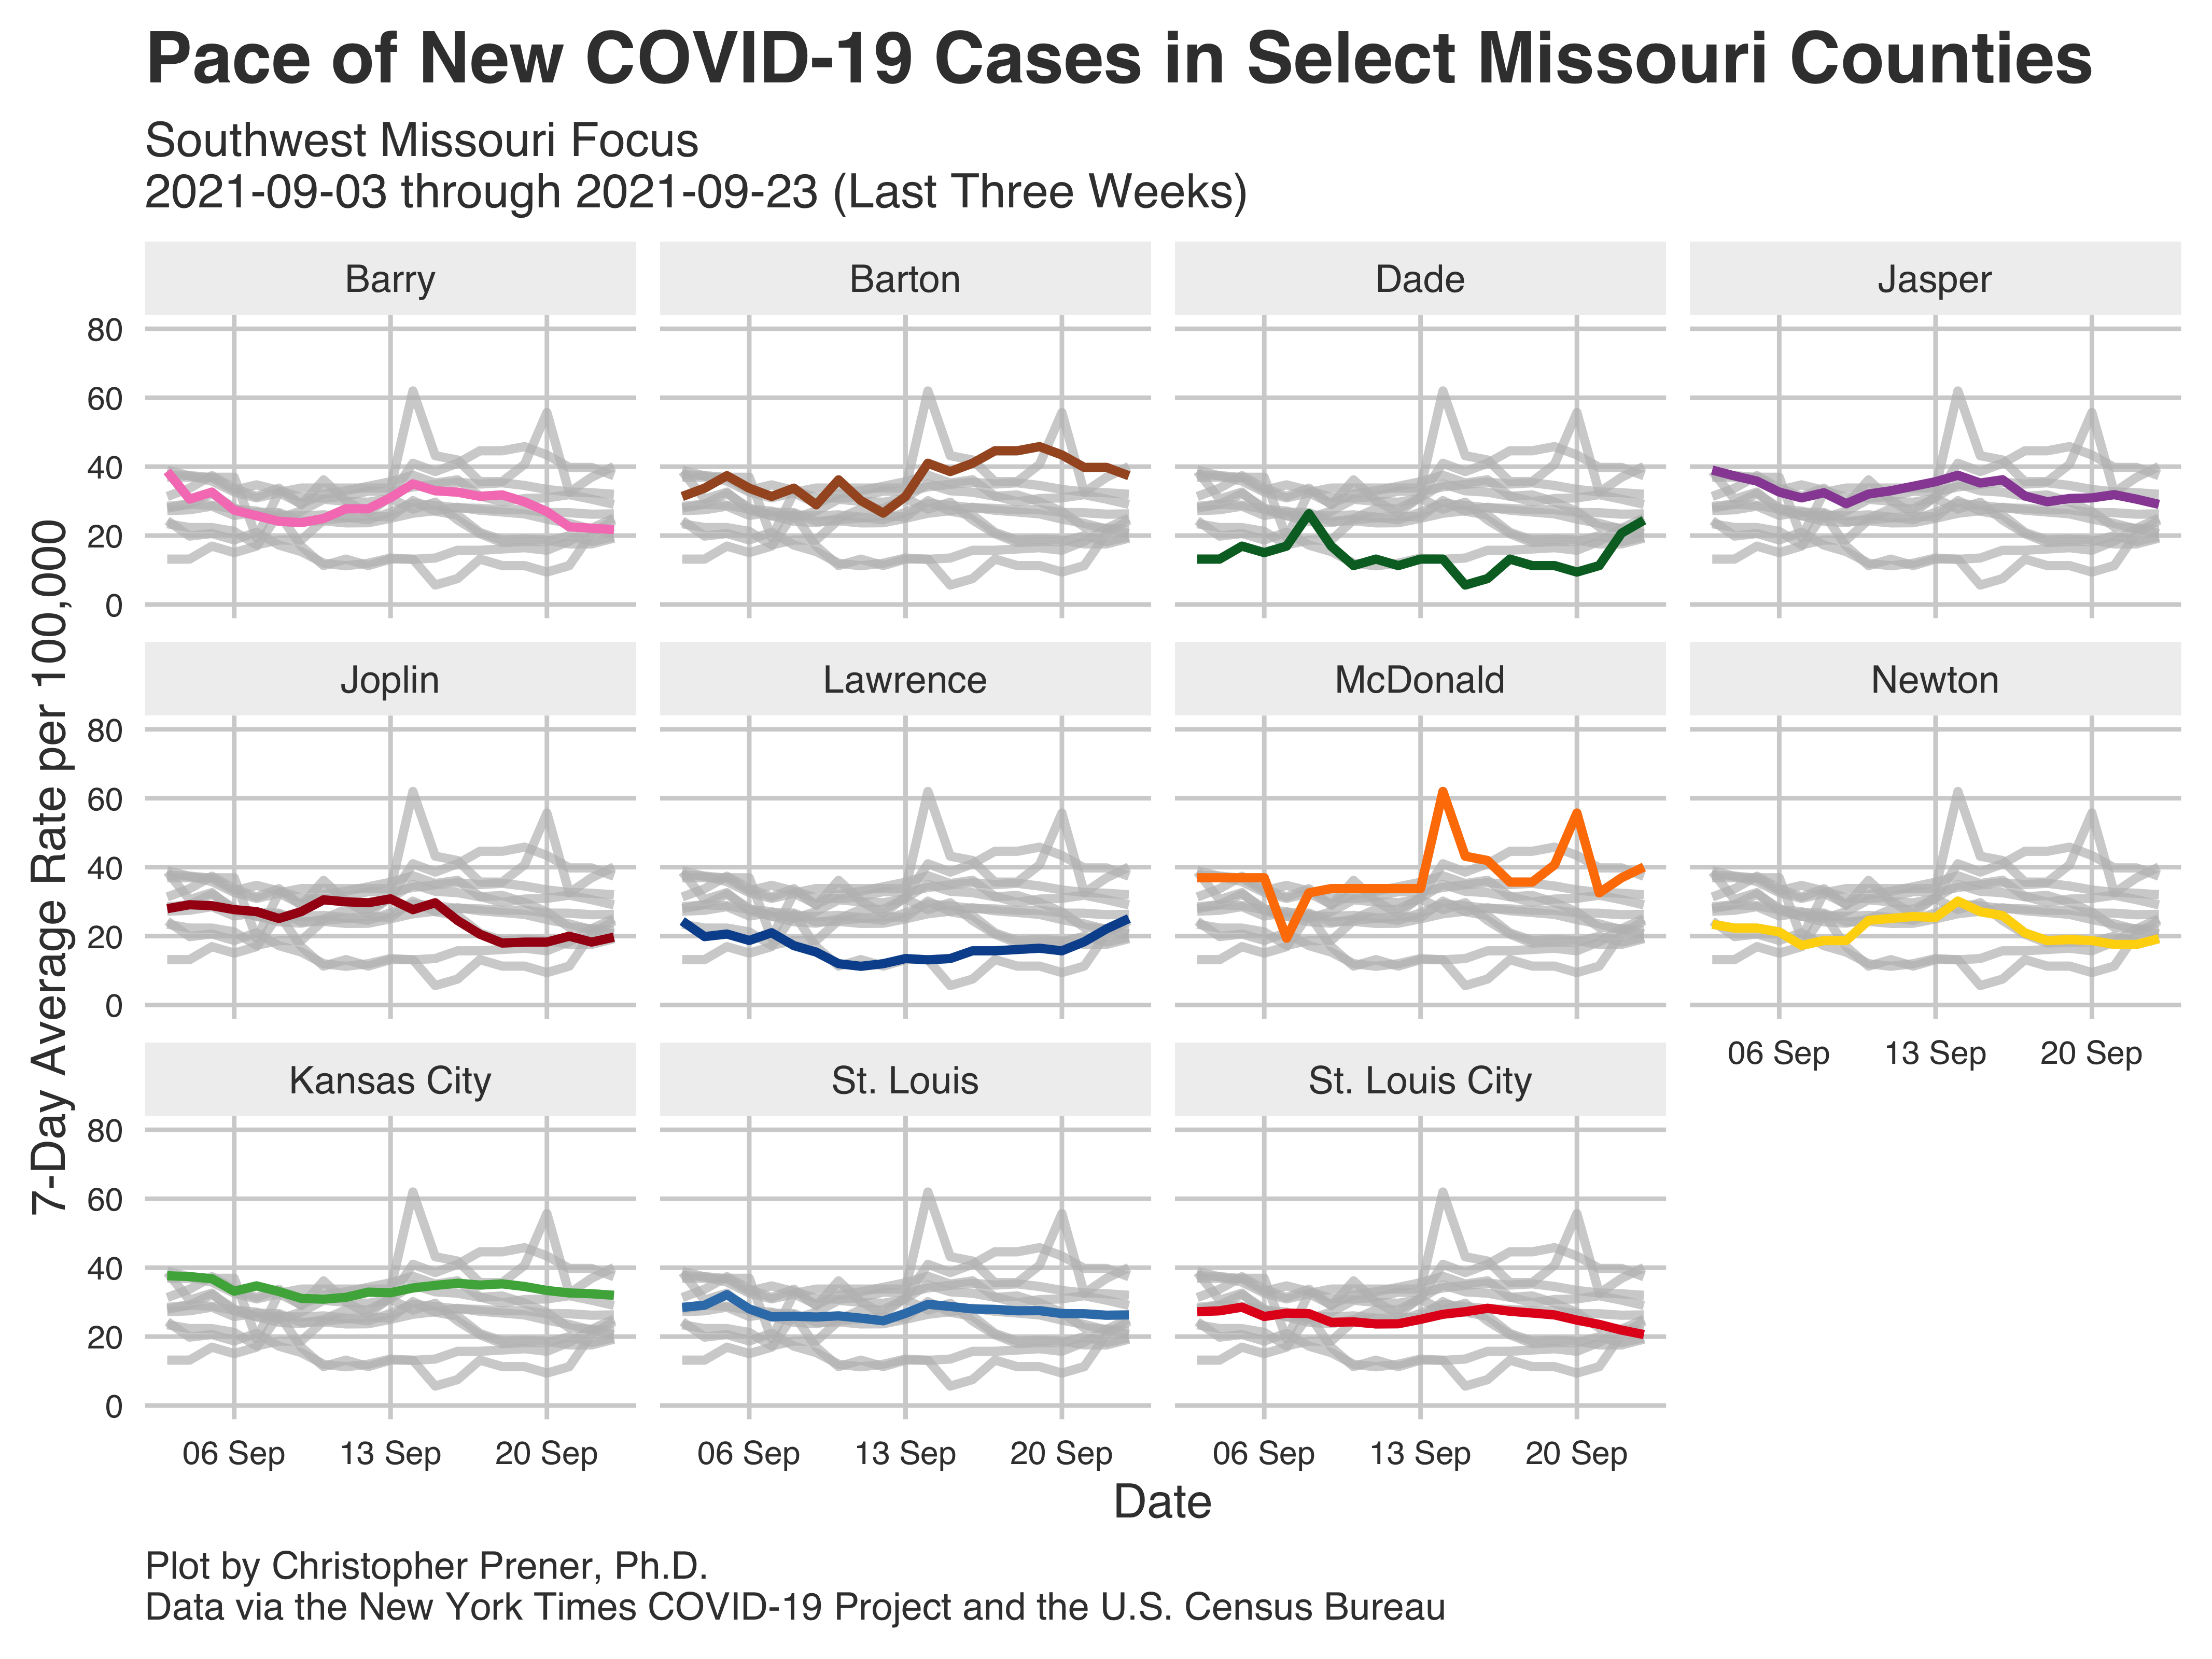 Pace of New COVID-19 Cases in Select Missouri Counties
Southwest Missouri Focus
2021-09-03 through 2021-09-23 (Last Three Weeks)
7-Day Average Rate per 100,000
Barry
Barton
Dade
Jasper
80
60
40
20
0
Joplin
Lawrence
McDonald
Newton
80
60
40
20
0
06 Sep
13 Sep
20 Sep
Kansas City
St. Louis
St. Louis City
80
60
40
20
0
06 Sep
13 Sep
20 Sep
06 Sep
13 Sep
20 Sep
06 Sep
13 Sep
20 Sep
Date
Plot by Christopher Prener, Ph.D.
Data via the New York Times COVID-19 Project and the U.S. Census Bureau